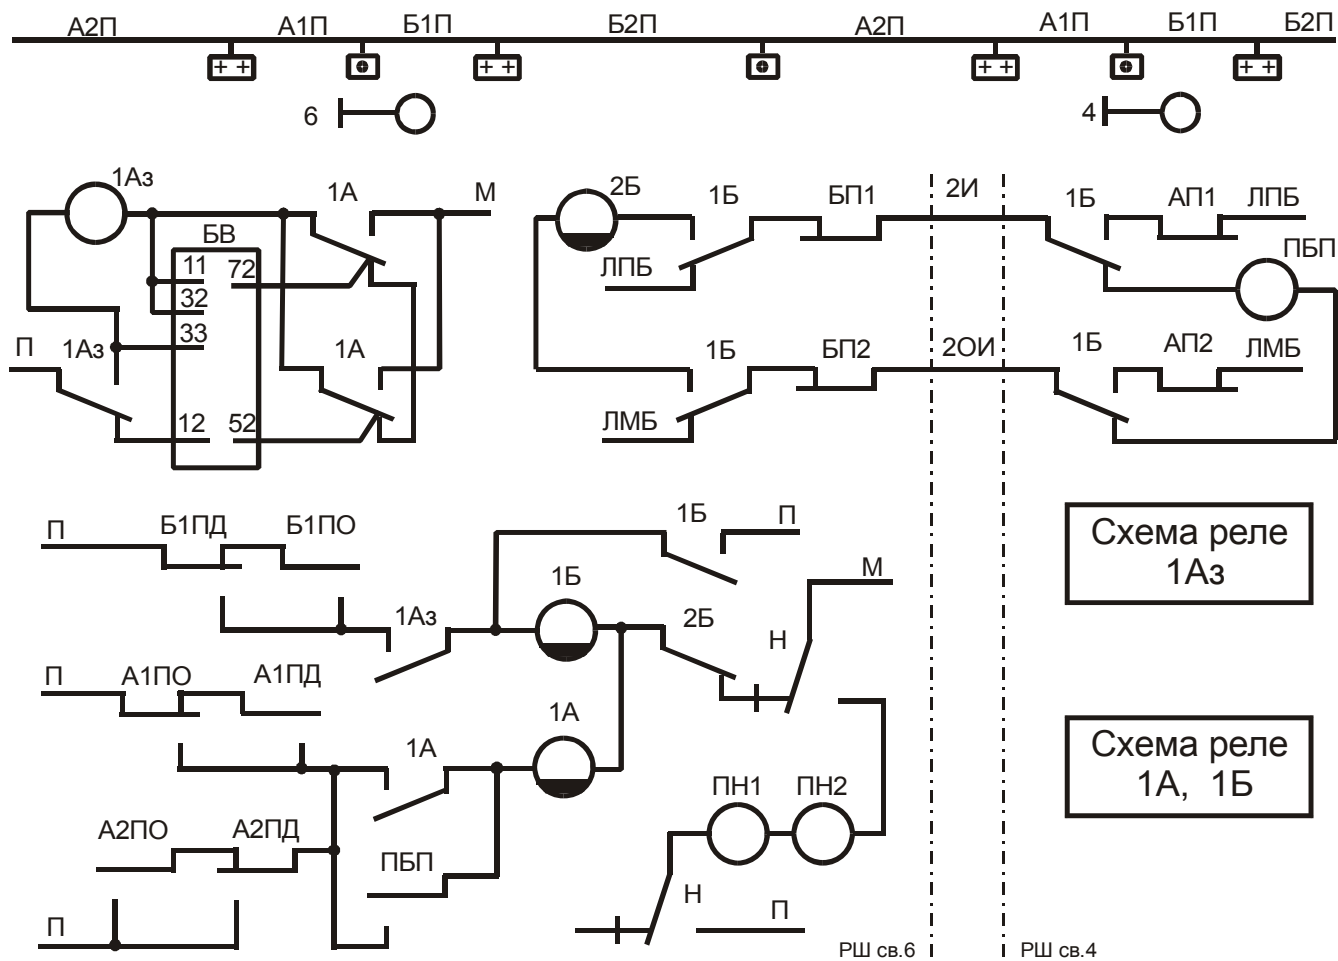 А2П А1П Б1П Б2П А2П А1П Б1П Б2П
+ + + + + + + + + + +
6 4
1Аз 1А М 2Б 1Б БП1 2И 1Б АП1 ЛПБ
БВ
11 72 ЛПБ ПБП
32
33
П 1Аз 1А 1Б БП2 2ОИ 1Б АП2 ЛМБ
12 52 ЛМБ
П Б1ПД Б1ПО 1Б П
1Б М
1Аз 2Б Н
П А1ПО А1ПД
1А 1А
ПН1 ПН2
А2ПО А2ПД ПБП
Н
П П
РШ св.6 РШ св.4
Схема реле
1Аз
Схема реле
1А, 1Б